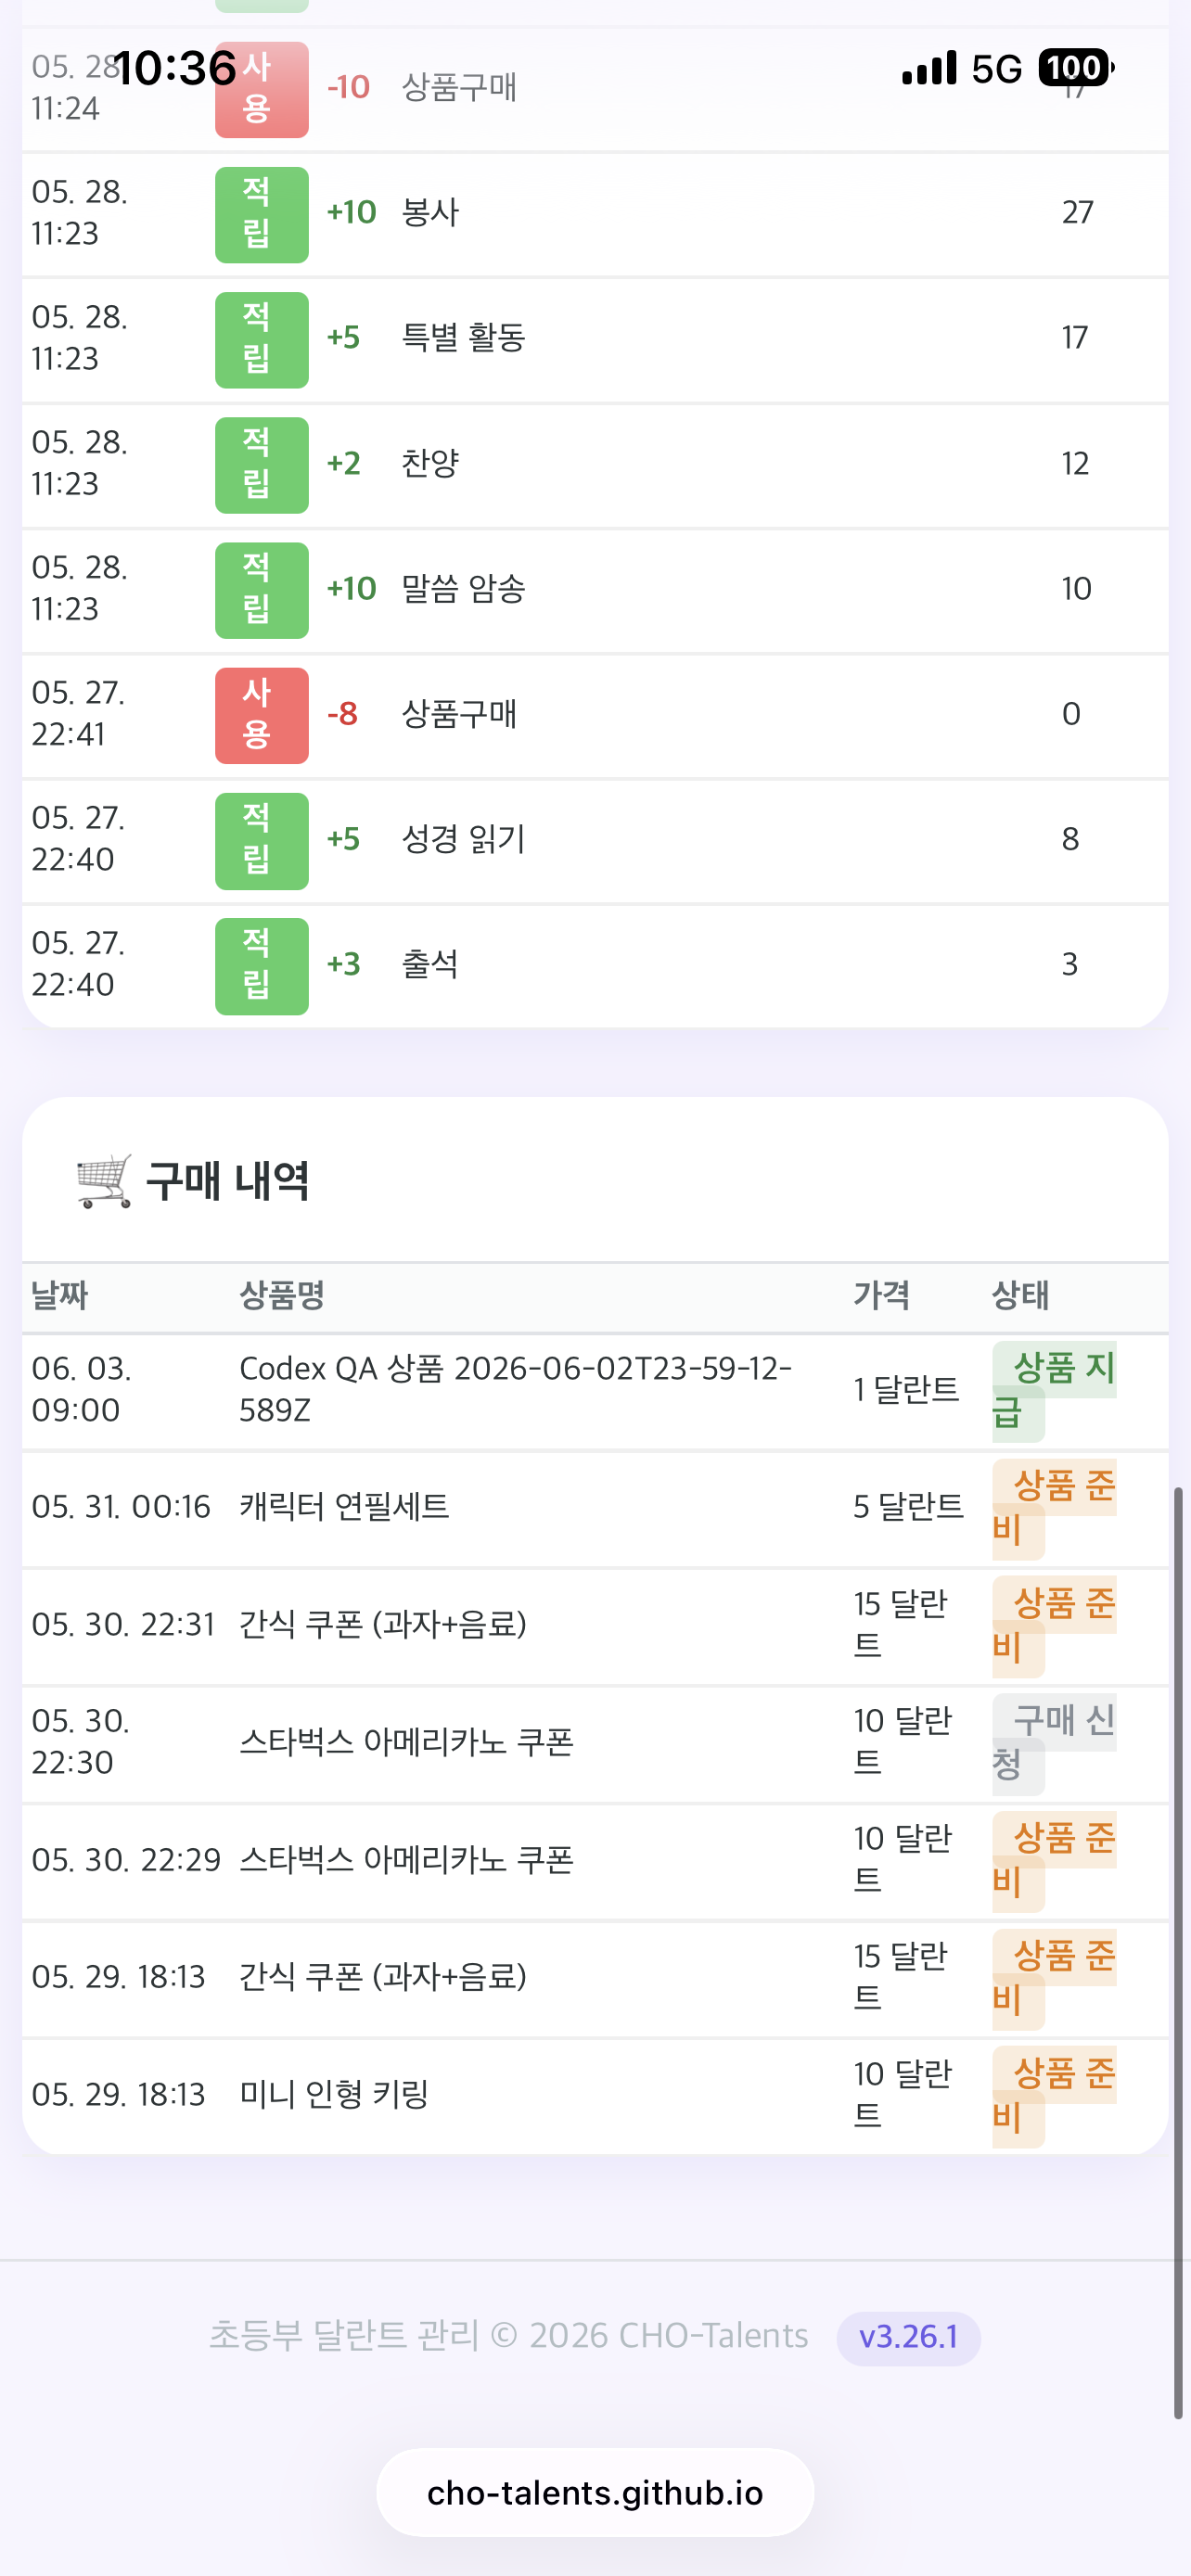 10:36 5G 100
05. 28. 11:24 사용 -10 상품구매 17
05. 28. 11:23 적립 +10 봉사 27
05. 28. 11:23 적립 +5 특별 활동 17
05. 28. 11:23 적립 +2 찬양 12
05. 28. 11:23 적립 +10 말씀 암송 10
05. 27. 22:41 사용 -8 상품구매 0
05. 27. 22:40 적립 +5 성경 읽기 8
05. 27. 22:40 적립 +3 출석 3
🛒 구매 내역
날짜 상품명 가격 상태
06. 03. 09:00 Codex QA 상품 2026-06-02T23-59-12-589Z 1 달란트 상품 지급
05. 31. 00:16 캐릭터 연필세트 5 달란트 상품 준비
05. 30. 22:31 간식 쿠폰 (과자+음료) 15 달란트 상품 준비
05. 30. 22:30 스타벅스 아메리카노 쿠폰 10 달란트 구매 신청
05. 30. 22:29 스타벅스 아메리카노 쿠폰 10 달란트 상품 준비
05. 29. 18:13 간식 쿠폰 (과자+음료) 15 달란트 상품 준비
05. 29. 18:13 미니 인형 키링 10 달란트 상품 준비
초등부 달란트 관리 © 2026 CHO-Talents v3.26.1
cho-talents.github.io